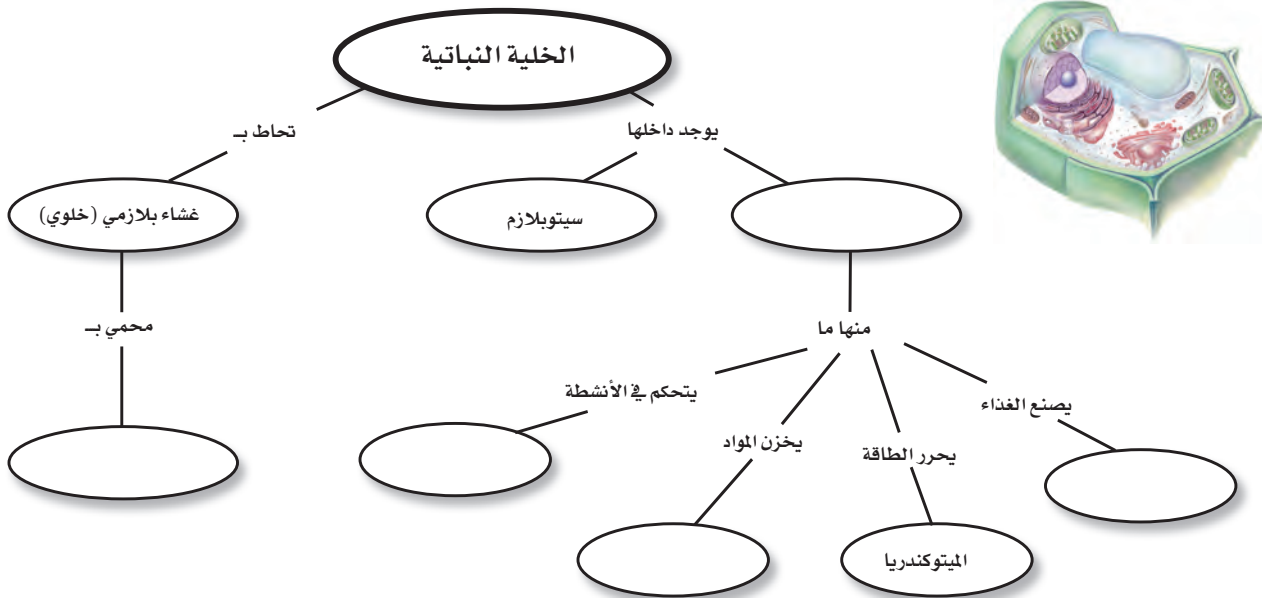 الخلية النباتية
يوجد داخلها
تحاط بـ
سيتوبلازم
غشاء بلازمي (خلوي)
منها ما
محمي بـ
يصنع الغذاء
يحرر الطاقة
يخزن المواد
يتحكم في الأنشطة
الميتوكندريا